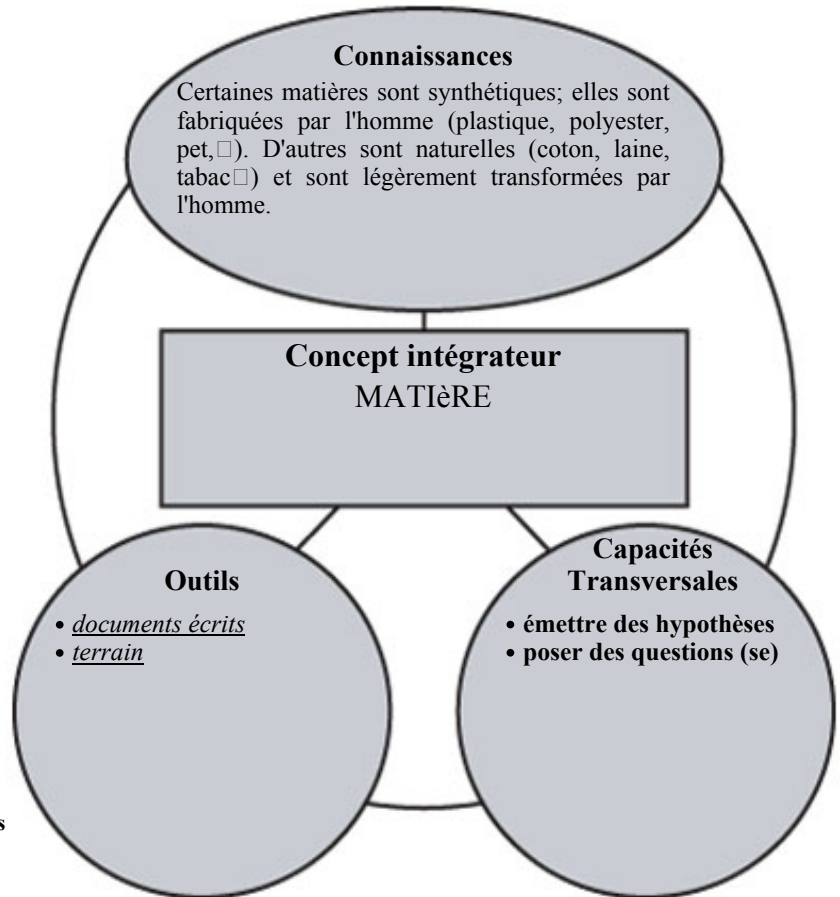 Connaissances
Certaines matières sont synthétiques; elles sont
fabriquées par l'homme (plastique, polyester,
pet,□). D'autres sont naturelles (coton, laine,
tabac□) et sont légèrement transformées par
l'homme.
Concept intégrateur
MATIèRE
Outils
• documents écrits
• terrain
Capacités
Transversales
• émettre des hypothèses
• poser des questions (se)
s